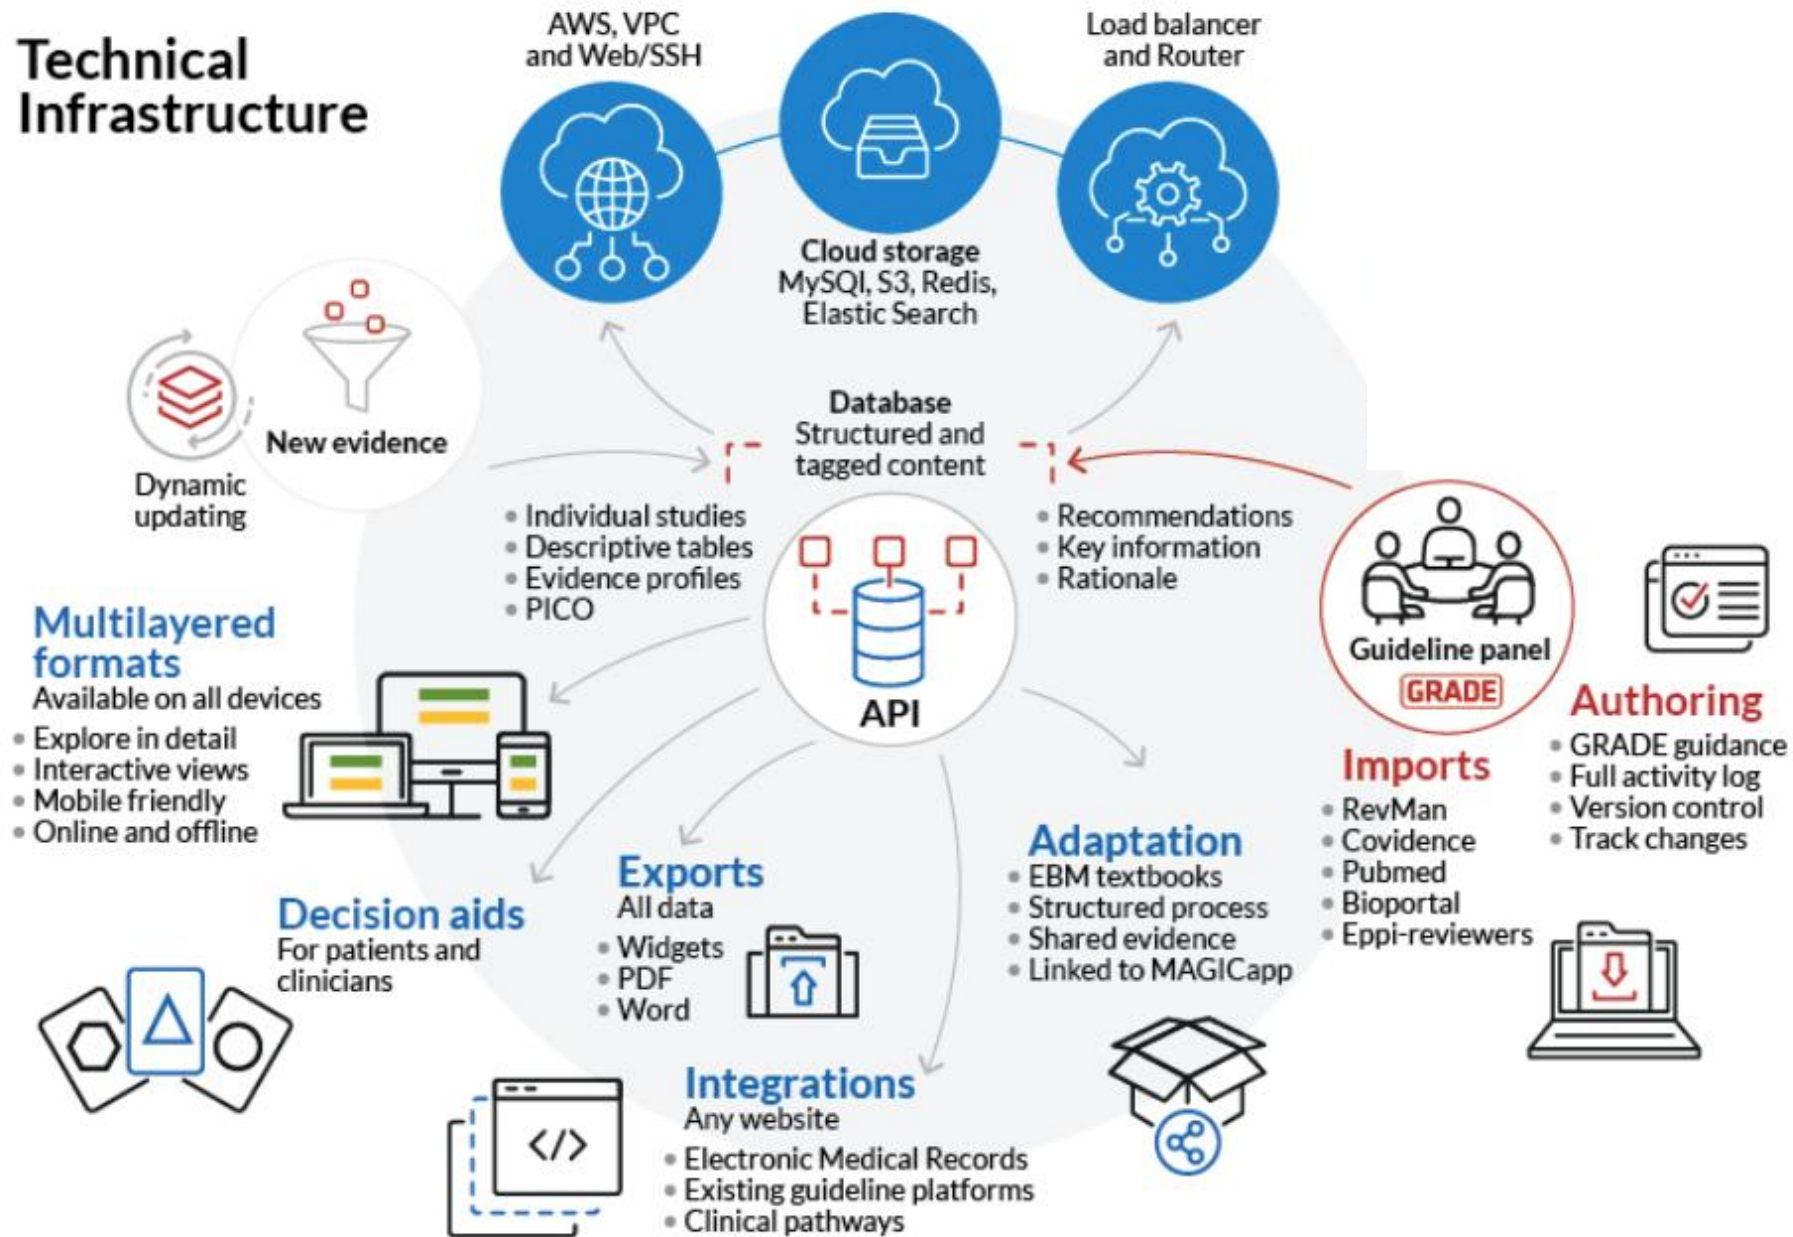 Technical
Infrastructure
AWS, VPC
and Web/SSH
Load balancer
and Router
Cloud storage
MySQl, S3, Redis,
Elastic Search
New evidence
Dynamic
updating
Database
Structured and
tagged content
• Individual studies
• Descriptive tables
• Evidence profiles
• PICO
• Recommendations
• Key information
• Rationale
API
Guideline panel
GRADE
Multilayered
formats
Available on all devices
• Explore in detail
• Interactive views
• Mobile friendly
• Online and offline
Decision aids
For patients and
clinicians
Exports
All data
• Widgets
• PDF
• Word
Integrations
Any website
• Electronic Medical Records
• Existing guideline platforms
• Clinical pathways
</>
Adaptation
• EBM textbooks
• Structured process
• Shared evidence
• Linked to MAGICapp
Imports
• RevMan
• Covidence
• Pubmed
• Bioportal
• Eppi-reviewers
Authoring
• GRADE guidance
• Full activity log
• Version control
• Track changes